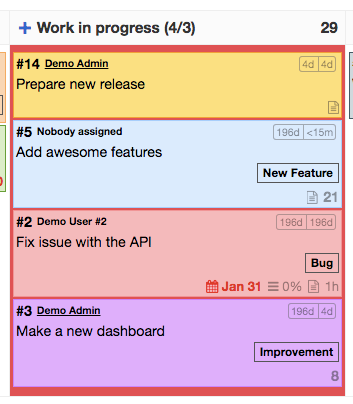 + Work in progress (4/3) 29
#14 Demo Admin 4d 4d
Prepare new release
#5 Nobody assigned 196d <15m
Add awesome features
New Feature
21
#2 Demo User #2 196d 196d
Fix issue with the API
Bug
Jan 31 0% 1h
#3 Demo Admin 196d 4d
Make a new dashboard
Improvement
8